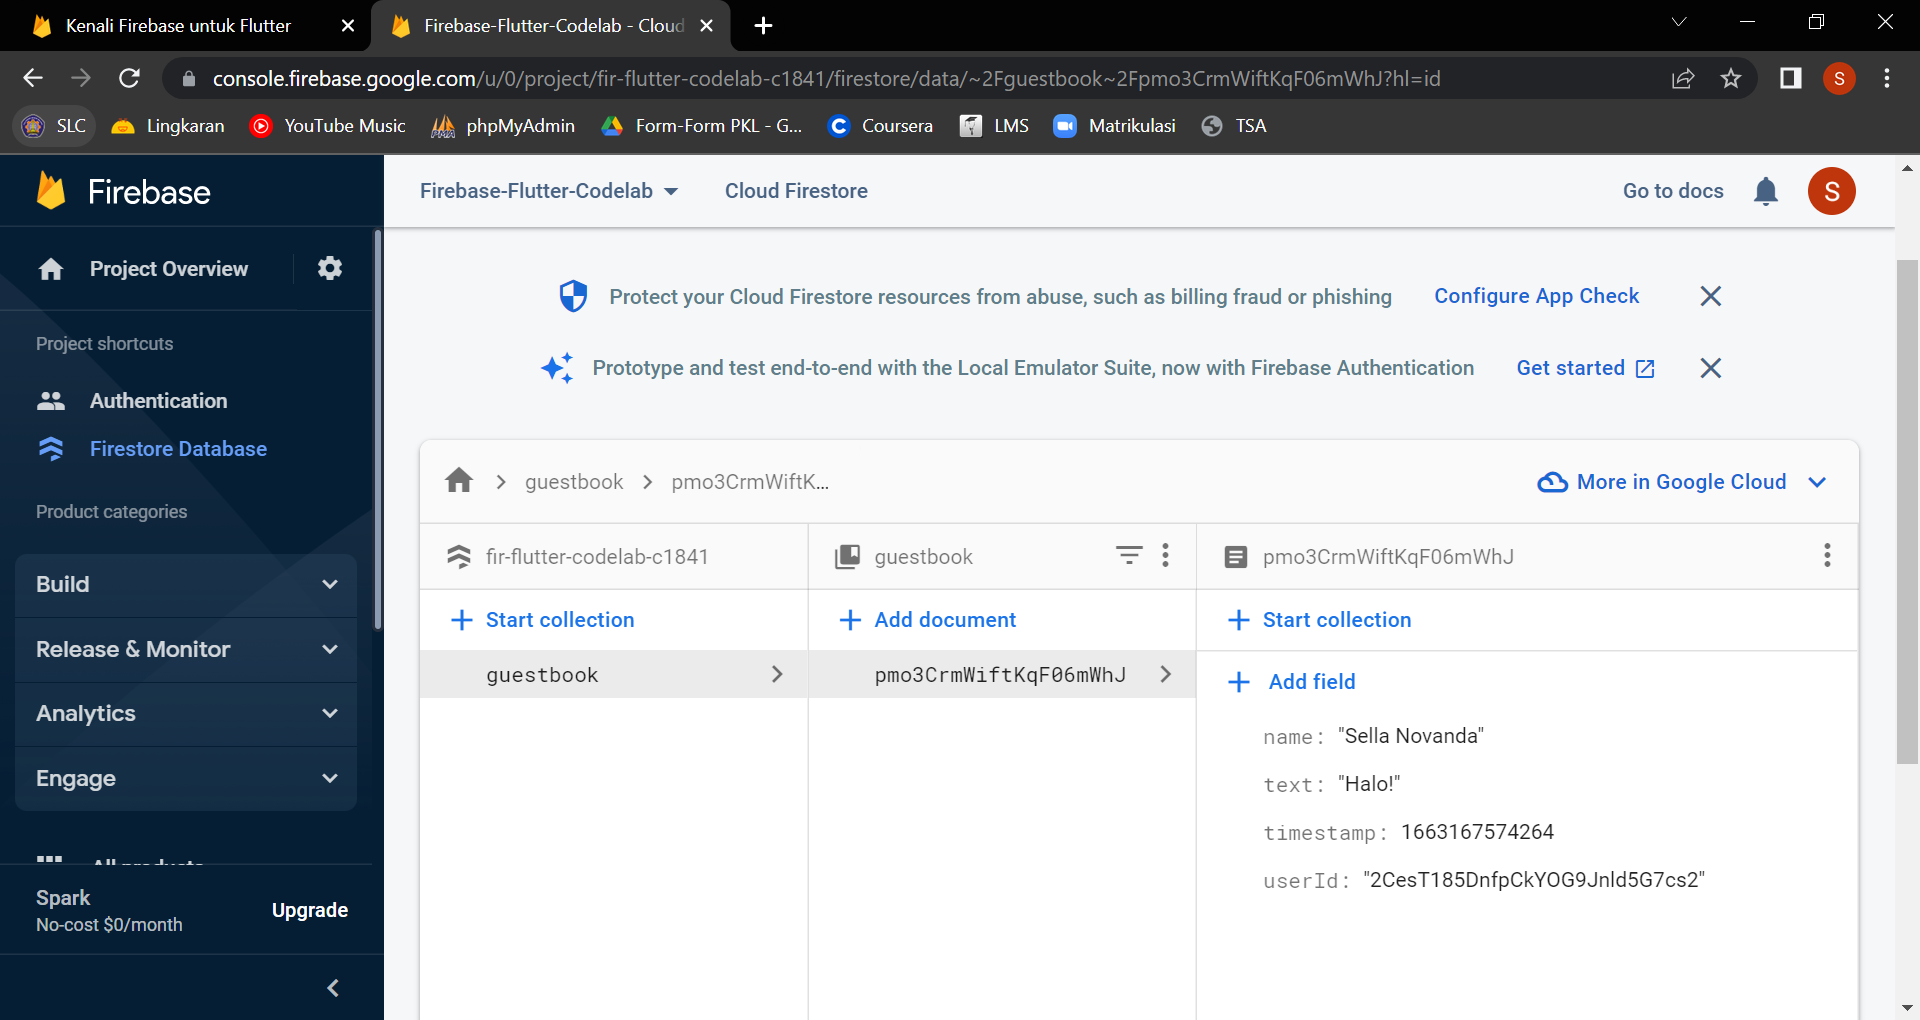 Kenali Firebase untuk Flutter
Firebase-Flutter-Codelab - Cloud
console.firebase.google.com/u/0/project/fir-flutter-codelab-c1841/firestore/data/~2Fguestbook~2Fpmo3CrmWiftKqF06mWhJ?hl=id
S
SLC
Lingkaran
YouTube Music
phpMyAdmin
Form-Form PKL - G...
Coursera
LMS
Matrikulasi
TSA
Firebase
Firebase-Flutter-Codelab
Cloud Firestore
Go to docs
S
Project Overview
Project shortcuts
Authentication
Firestore Database
Product categories
Build
Release & Monitor
Analytics
Engage
All products
Spark
No-cost $0/month
Upgrade
Protect your Cloud Firestore resources from abuse, such as billing fraud or phishing
Configure App Check
Prototype and test end-to-end with the Local Emulator Suite, now with Firebase Authentication
Get started
guestbook
pmo3CrmWiftK...
More in Google Cloud
fir-flutter-codelab-c1841
guestbook
pmo3CrmWiftKqF06mWhJ
Start collection
Add document
Start collection
guestbook
pmo3CrmWiftKqF06mWhJ
Add field
name: "Sella Novanda"
text: "Halo!"
timestamp: 1663167574264
userId: "2CesT185DnfpCkYOG9Jnld5G7cs2"